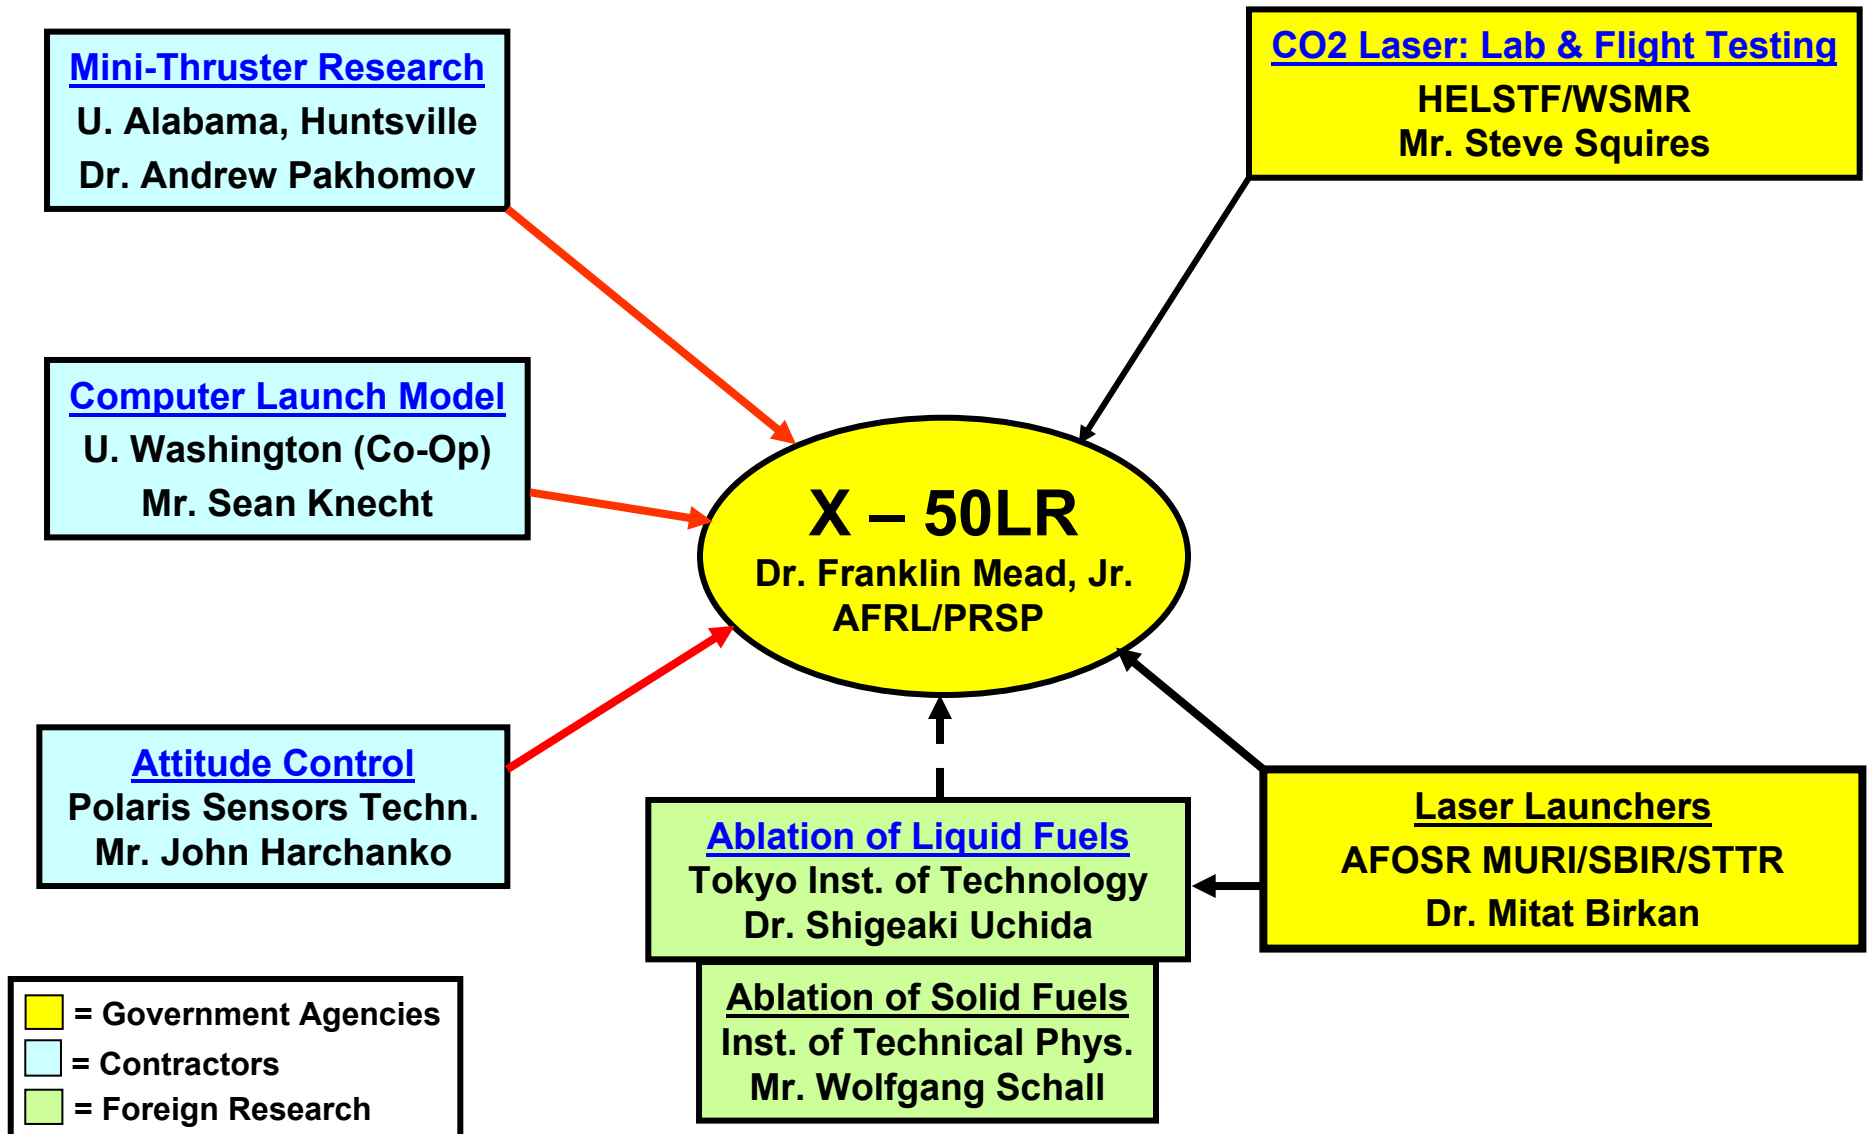 Mini-Thruster Research
U. Alabama, Huntsville
Dr. Andrew Pakhomov
CO2 Laser: Lab & Flight Testing
HELSTF/WSMR
Mr. Steve Squires
Computer Launch Model
U. Washington (Co-Op)
Mr. Sean Knecht
X – 50LR
Dr. Franklin Mead, Jr.
AFRL/PRSP
Attitude Control
Polaris Sensors Techn.
Mr. John Harchanko
Ablation of Liquid Fuels
Tokyo Inst. of Technology
Dr. Shigeaki Uchida
Laser Launchers
AFOSR MURI/SBIR/STTR
Dr. Mitat Birkan
Ablation of Solid Fuels
Inst. of Technical Phys.
Mr. Wolfgang Schall
= Government Agencies
= Contractors
= Foreign Research